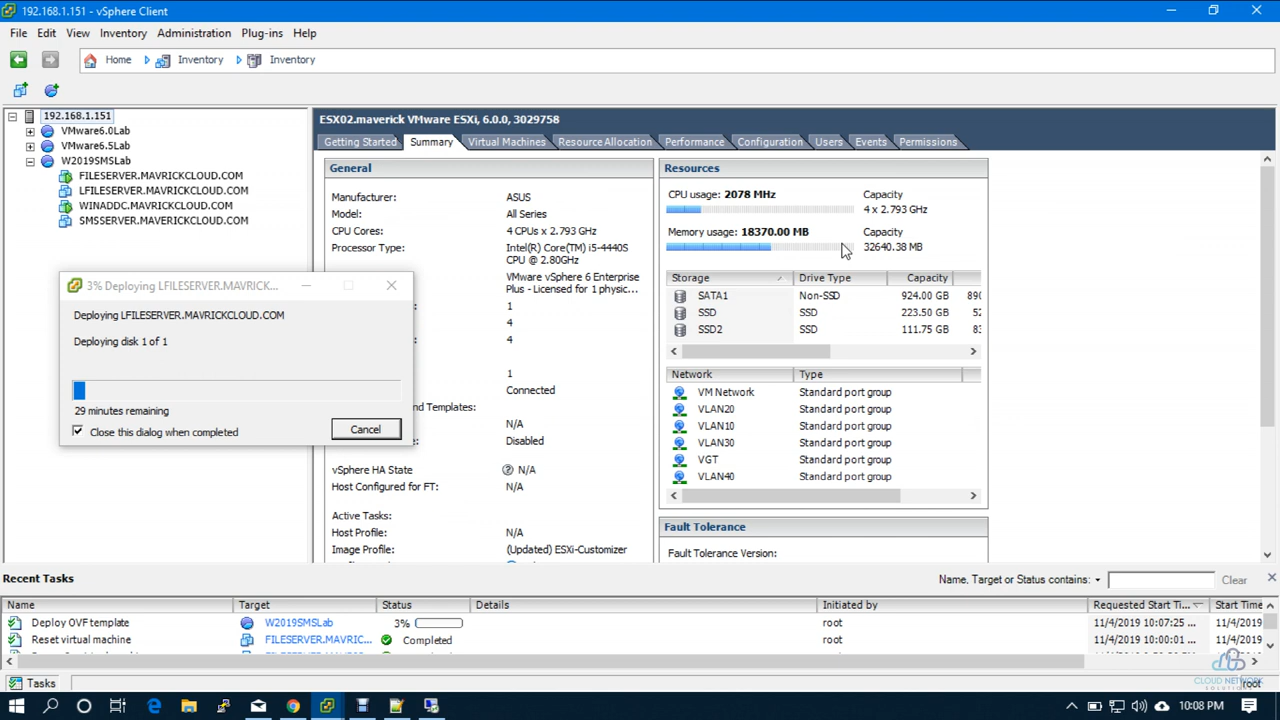 192.168.1.151 - vSphere Client
File Edit View Inventory Administration Plug-ins Help
Home Inventory Inventory
192.168.1.151
VMware6.0Lab
VMware6.5Lab
W2019SMSLab
FILESERVER.MAVRICKCLOUD.COM
LFILESERVER.MAVRICKCLOUD.COM
WINADDC.MAVRICKCLOUD.COM
SMSSERVER.MAVERICKCLOUD.COM
3% Deploying LFILESERVER.MAVRICK...
Deploying LFILESERVER.MAVRICKCLOUD.COM
Deploying disk 1 of 1
29 minutes remaining
Close this dialog when completed
Cancel
ESX02.maverick VMware ESXi, 6.0.0, 3029758
Getting Started Summary Virtual Machines Resource Allocation Performance Configuration Users Events Permissions
General
Manufacturer: ASUS
Model: All Series
CPU Cores: 4 CPUs x 2.793 GHz
Processor Type: Intel(R) Core(TM) i5-4440S
CPU @ 2.80GHz
VMware vSphere 6 Enterprise
Plus - Licensed for 1 physic...
1
4
4
1
Connected
nd Templates:
N/A
Disabled
vSphere HA State N/A
Host Configured for FT: N/A
Active Tasks:
Host Profile: N/A
Image Profile: (Updated) ESXi-Customizer
Resources
CPU usage: 2078 MHz Capacity
4 x 2.793 GHz
Memory usage: 18370.00 MB Capacity
32640.38 MB
Storage Drive Type Capacity
SATA1 Non-SSD 924.00 GB 890
SSD SSD 223.50 GB 52
SSD2 SSD 111.75 GB 83
Network Type
VM Network Standard port group
VLAN20 Standard port group
VLAN10 Standard port group
VLAN30 Standard port group
VGT Standard port group
VLAN40 Standard port group
Fault Tolerance
Fault Tolerance Version:
Recent Tasks
Name, Target or Status contains: Clear
Name Target Status Details Initiated by Requested Start Ti... Start Time
Deploy OVF template W2019SMSLab 3% root 11/4/2019 10:07:25 ... 11/4/2019
Reset virtual machine FILESERVER.MAVRIC... Completed root 11/4/2019 10:00:01 ... 11/4/2019
Tasks
root
CLOUD NETWORK
SOLUTIONS
10:08 PM